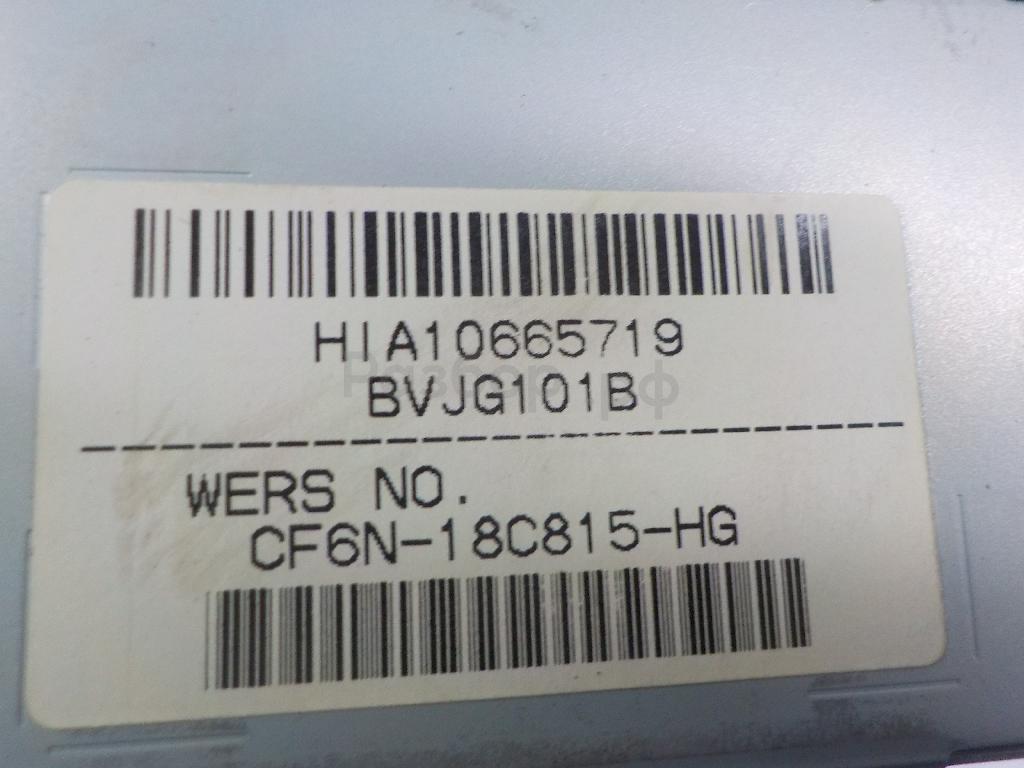 HIA10665719
BVJG101B
WERS NO.
CF6N-18C815-HG